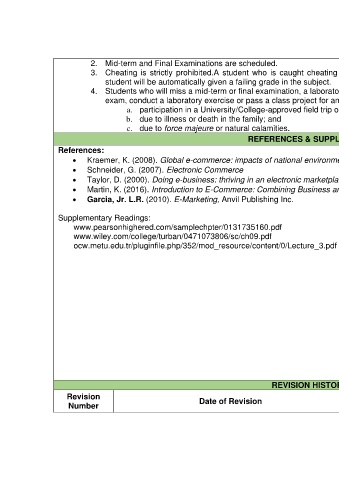 2. Mid-term and Final Examinations are scheduled.
3. Cheating is strictly prohibited.A student who is caught cheating
student will be automatically given a failing grade in the subject.
4. Students who will miss a mid-term or final examination, a laborato
exam, conduct a laboratory exercise or pass a class project for an
a. participation in a University/College-approved field trip o
b. due to illness or death in the family; and
c. due to force majeure or natural calamities.
REFERENCES & SUPPL
References:
• Kraemer, K. (2008). Global e-commerce: impacts of national environme
• Schneider, G. (2007). Electronic Commerce
• Taylor, D. (2000). Doing e-business: thriving in an electronic marketpla
• Martin, K. (2016). Introduction to E-Commerce: Combining Business an
• Garcia, Jr. L.R. (2010). E-Marketing, Anvil Publishing Inc.
Supplementary Readings:
www.pearsonhighered.com/samplechpter/0131735160.pdf
www.wiley.com/college/turban/0471073806/sc/ch09.pdf
ocw.metu.edu.tr/pluginfile.php/352/mod_resource/content/0/Lecture_3.pdf
REVISION HISTOR
Revision
Number
Date of Revision